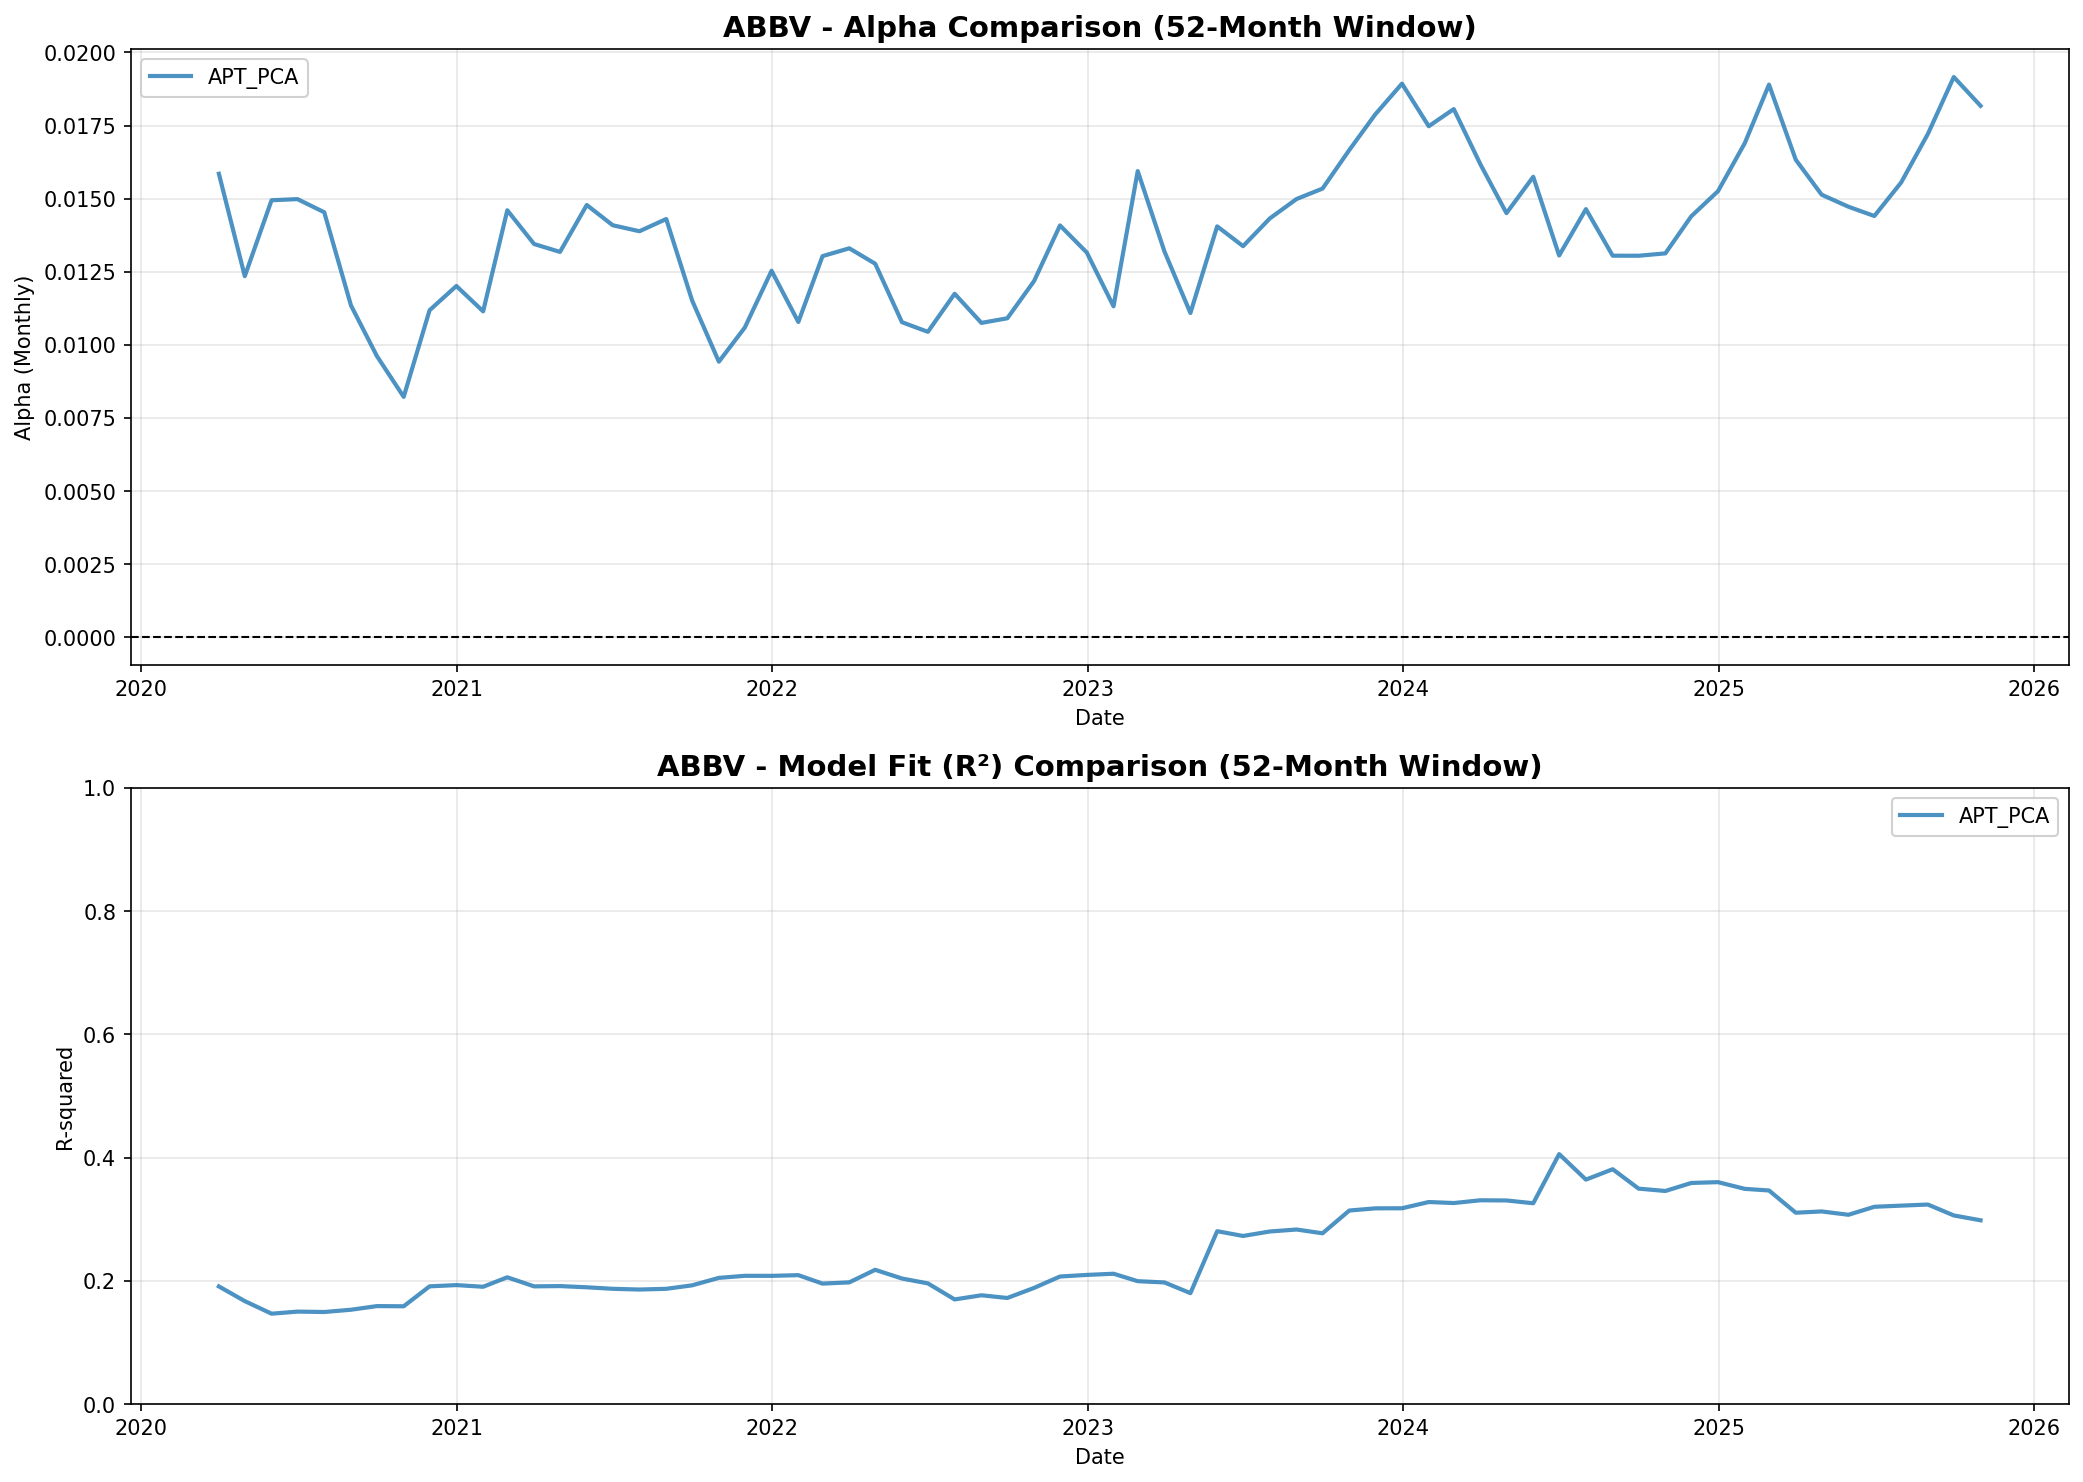 ABBV - Alpha Comparison (52-Month Window)
APT_PCA
Alpha (Monthly)
0.0200
0.0175
0.0150
0.0125
0.0100
0.0075
0.0050
0.0025
0.0000
2020 2021 2022 2023 2024 2025 2026
Date
ABBV - Model Fit (R²) Comparison (52-Month Window)
APT_PCA
R-squared
1.0
0.8
0.6
0.4
0.2
0.0
2020 2021 2022 2023 2024 2025 2026
Date